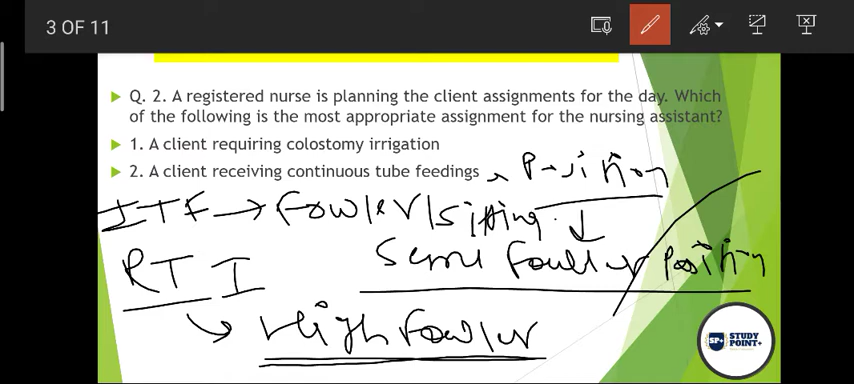 3 OF 11
Q. 2. A registered nurse is planning the client assignments for the day. Which
of the following is the most appropriate assignment for the nursing assistant?
1. A client requiring colostomy irrigation
2. A client receiving continuous tube feedings
Position
ITF → Fowler / Sitting
Semi Fowler Position
RT I
High Fowler
SP+ STUDY
POINT+